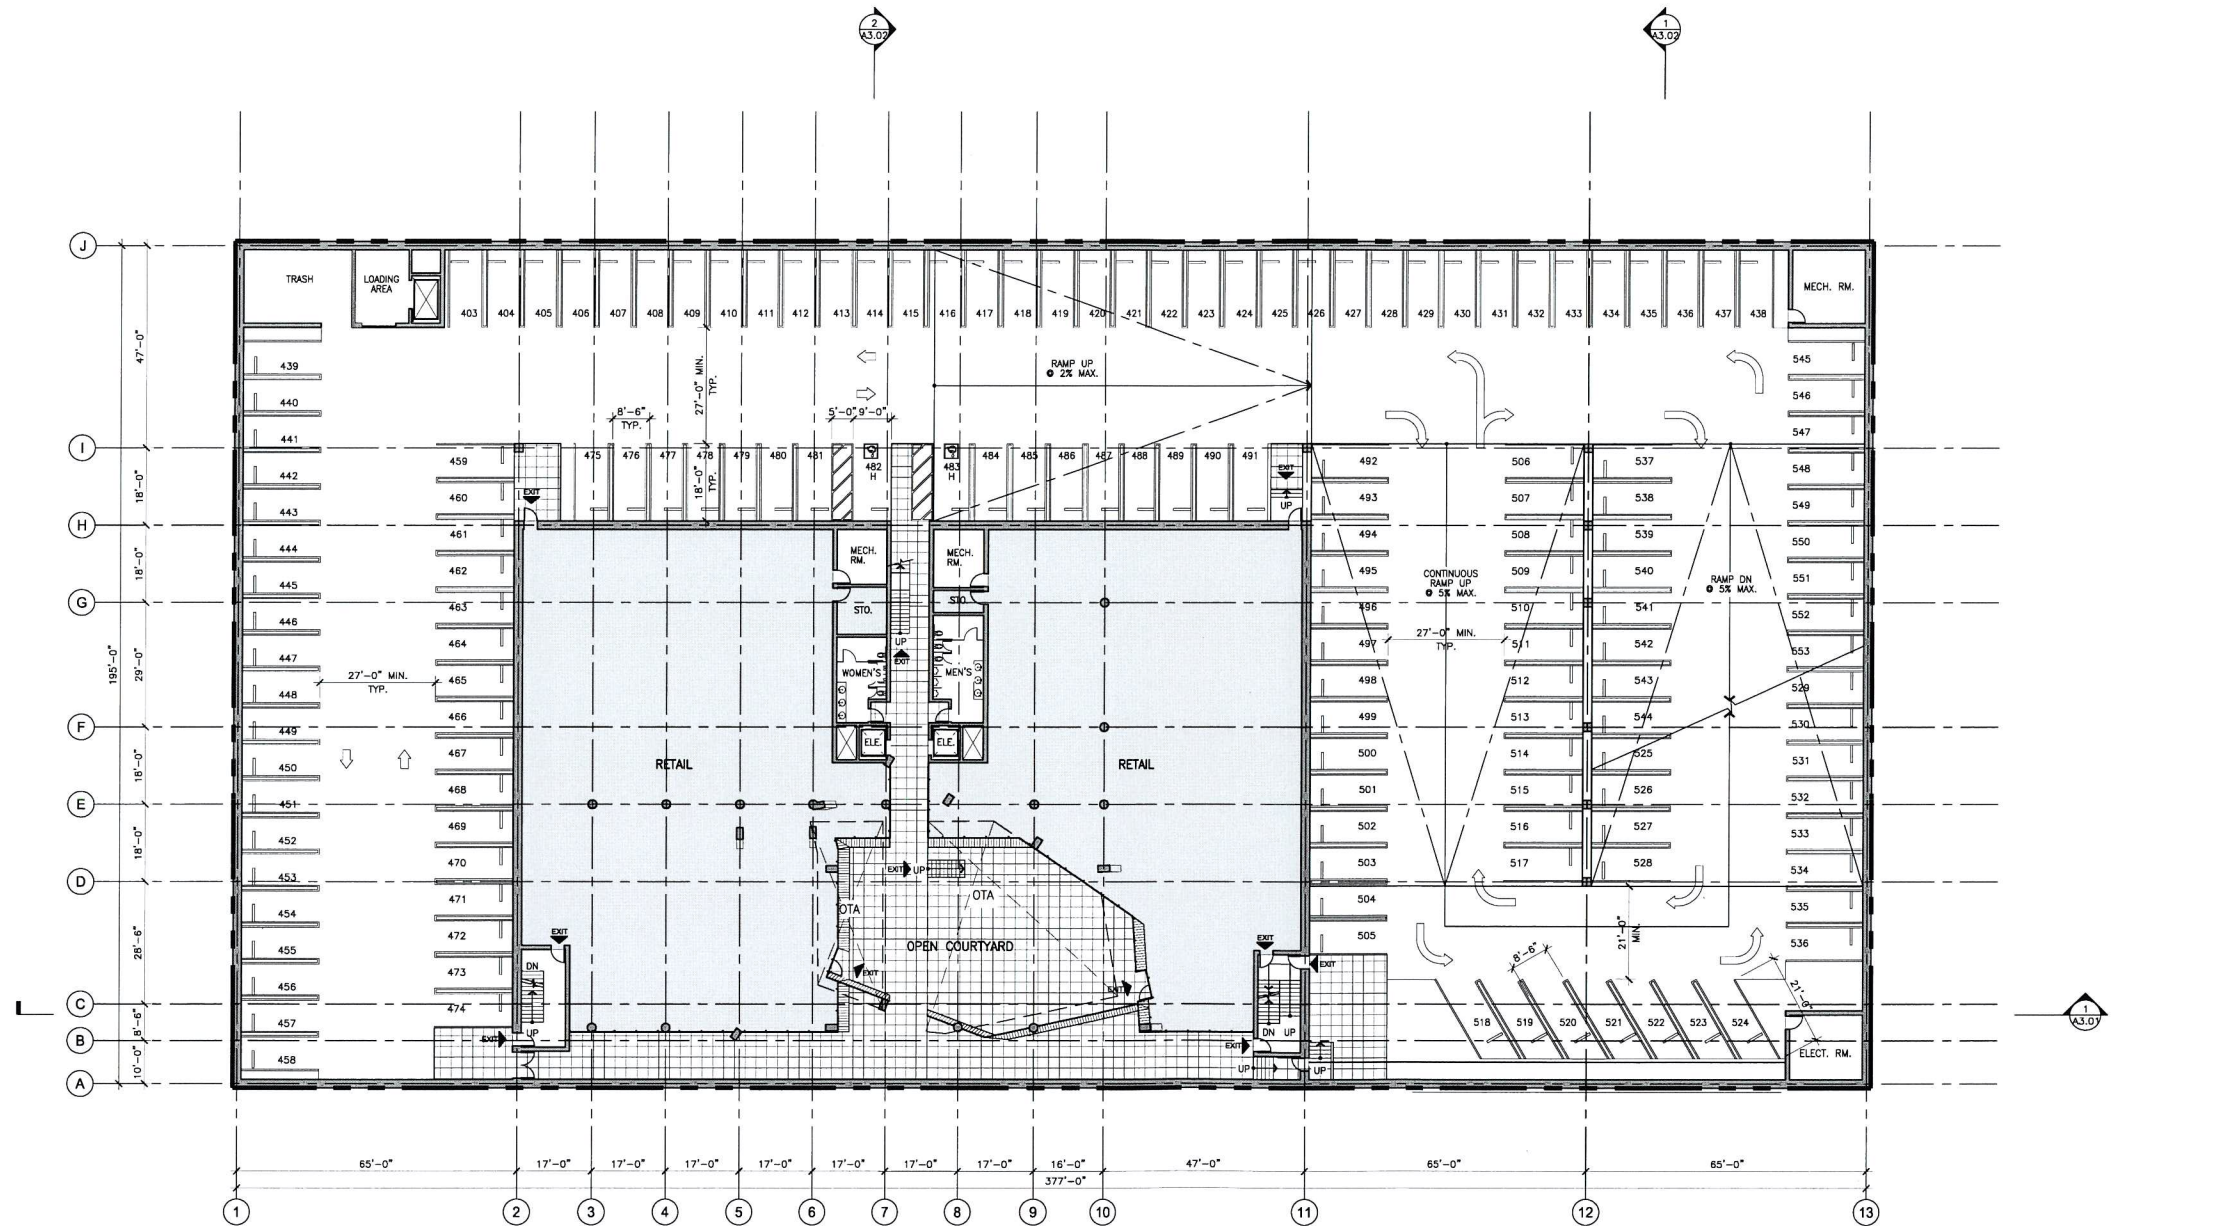 2
A3.02
1
A3.02
J
I
H
G
F
E
D
C
B
A
195'-0"
47'-0"
18'-0"
18'-0"
29'-0"
18'-0"
18'-0"
28'-6"
8'-6"
10'-0"
TRASH
LOADING
AREA
403
404
405
406
407
408
409
410
411
412
413
414
415
416
417
418
419
420
421
422
423
424
425
426
427
428
429
430
431
432
433
434
435
436
437
438
MECH. RM.
27'-0" MIN.
TYP.
RAMP UP
@ 2% MAX.
8'-6"
TYP.
5'-0"
9'-0"
18'-0"
TYP.
439
440
441
442
443
444
445
446
447
448
449
450
451
452
453
454
455
456
457
458
27'-0" MIN.
TYP.
459
460
461
462
463
464
465
466
467
468
469
470
471
472
473
474
EXIT
475
476
477
478
479
480
481
482
H
483
H
484
485
486
487
488
489
490
491
EXIT
UP
MECH.
RM.
MECH.
RM.
STO.
STO.
UP
EXIT
WOMEN'S
MEN'S
ELE.
ELE.
RETAIL
RETAIL
EXIT
UP
OTA
OTA
OPEN COURTYARD
EXIT
EXIT
EXIT
DN
UP
EXIT
EXIT
EXIT
DN
UP
EXIT
UP
UP
492
493
494
495
496
497
498
499
500
501
502
503
504
505
CONTINUOUS
RAMP UP
@ 5% MAX.
27'-0" MIN.
TYP.
506
507
508
509
510
511
512
513
514
515
516
517
537
538
539
540
541
542
543
544
525
526
527
528
RAMP DN
@ 5% MAX.
545
546
547
548
549
550
551
552
553
529
530
531
532
533
534
535
536
21'-0"
MIN.
8'-6"
21'-0"
518
519
520
521
522
523
524
ELECT. RM.
1
A3.01
65'-0"
17'-0"
17'-0"
17'-0"
17'-0"
17'-0"
17'-0"
17'-0"
16'-0"
47'-0"
65'-0"
65'-0"
377'-0"
1
2
3
4
5
6
7
8
9
10
11
12
13